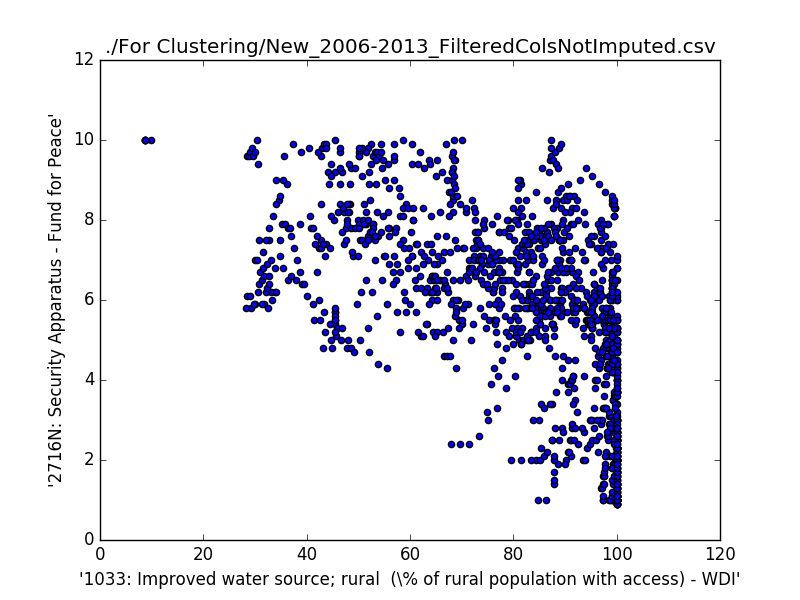 ./For Clustering/New_2006-2013_FilteredColsNotImputed.csv
12
10
8
6
4
2
0
'2716N: Security Apparatus - Fund for Peace'
0 20 40 60 80 100 120
'1033: Improved water source; rural  (\% of rural population with access) - WDI'